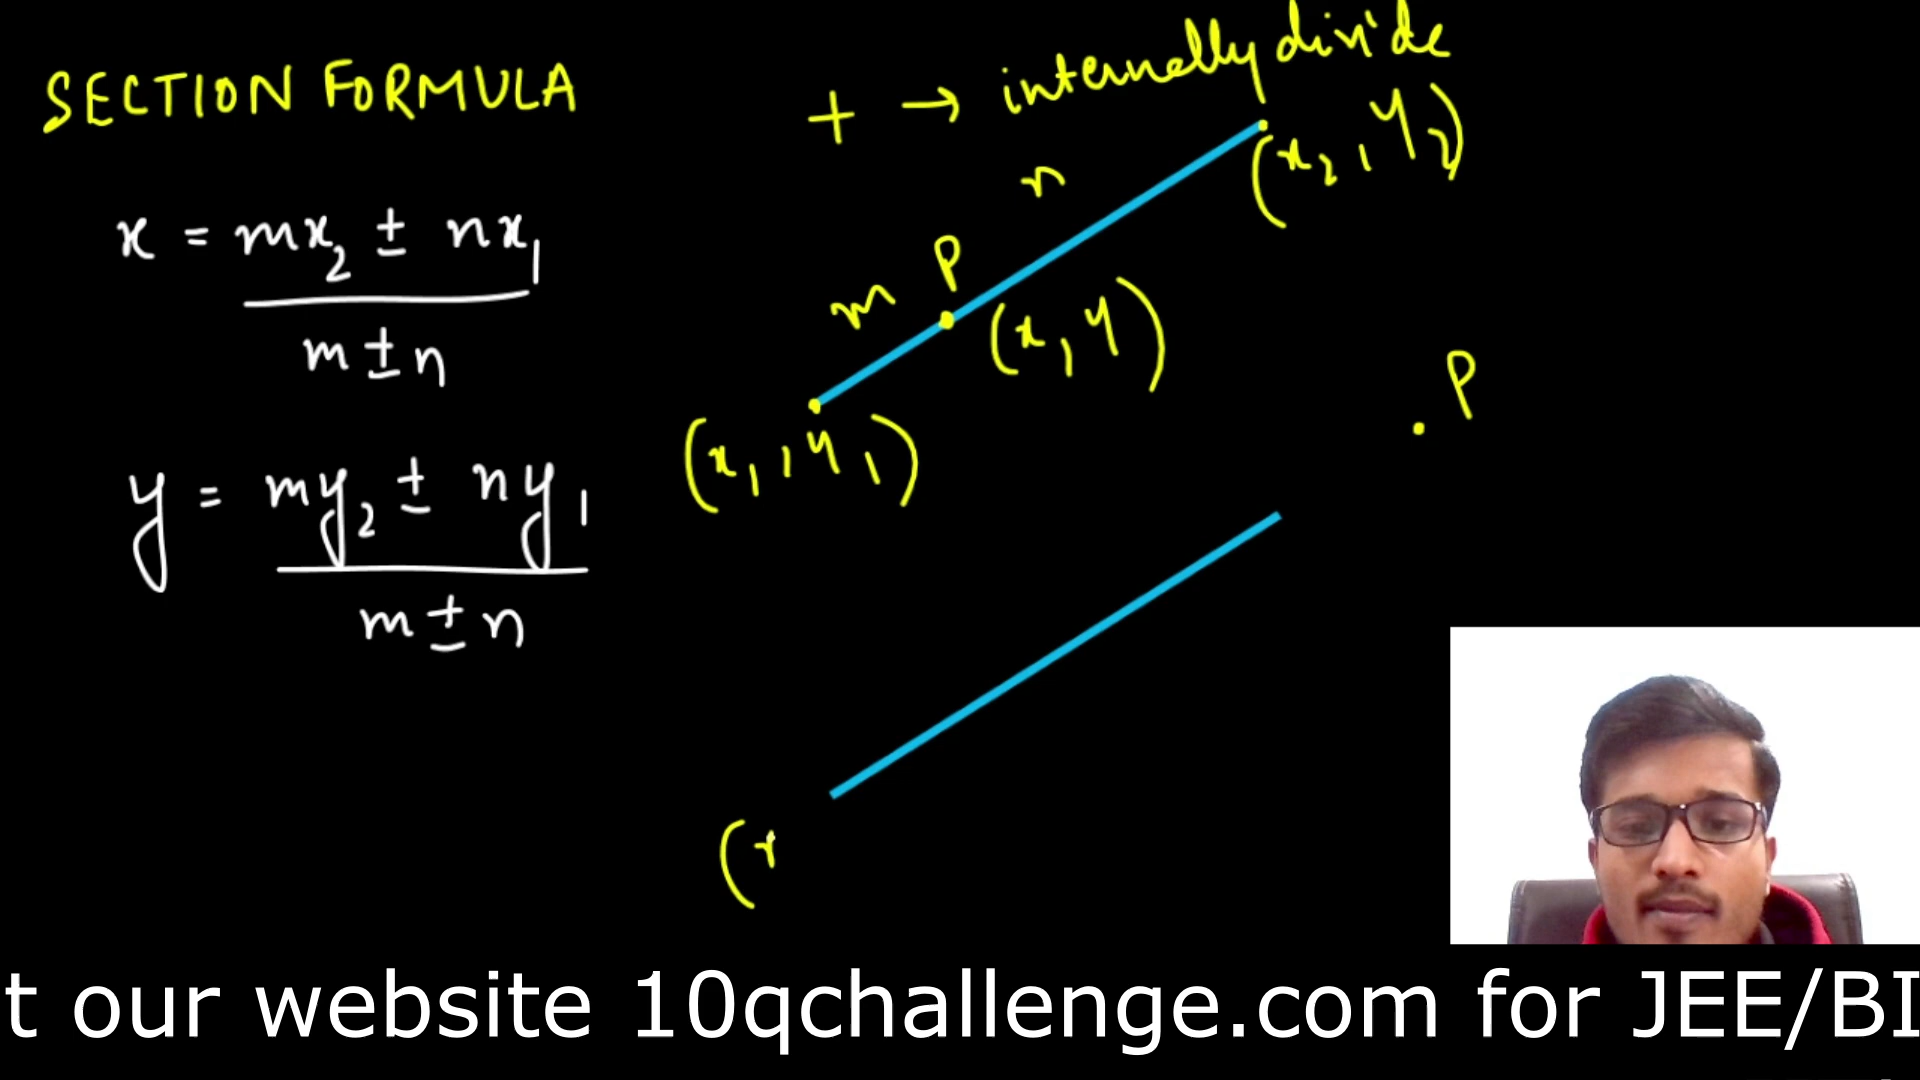 SECTION FORMULA
+ → internally divide
x = mx₂ ± nx₁
m ± n
y = my₂ ± ny₁
m ± n
n
(x₂, y₂)
m
P
(x, y)
(x₁, y₁)
P
(x
t our website 10qchallenge.com for JEE/BI